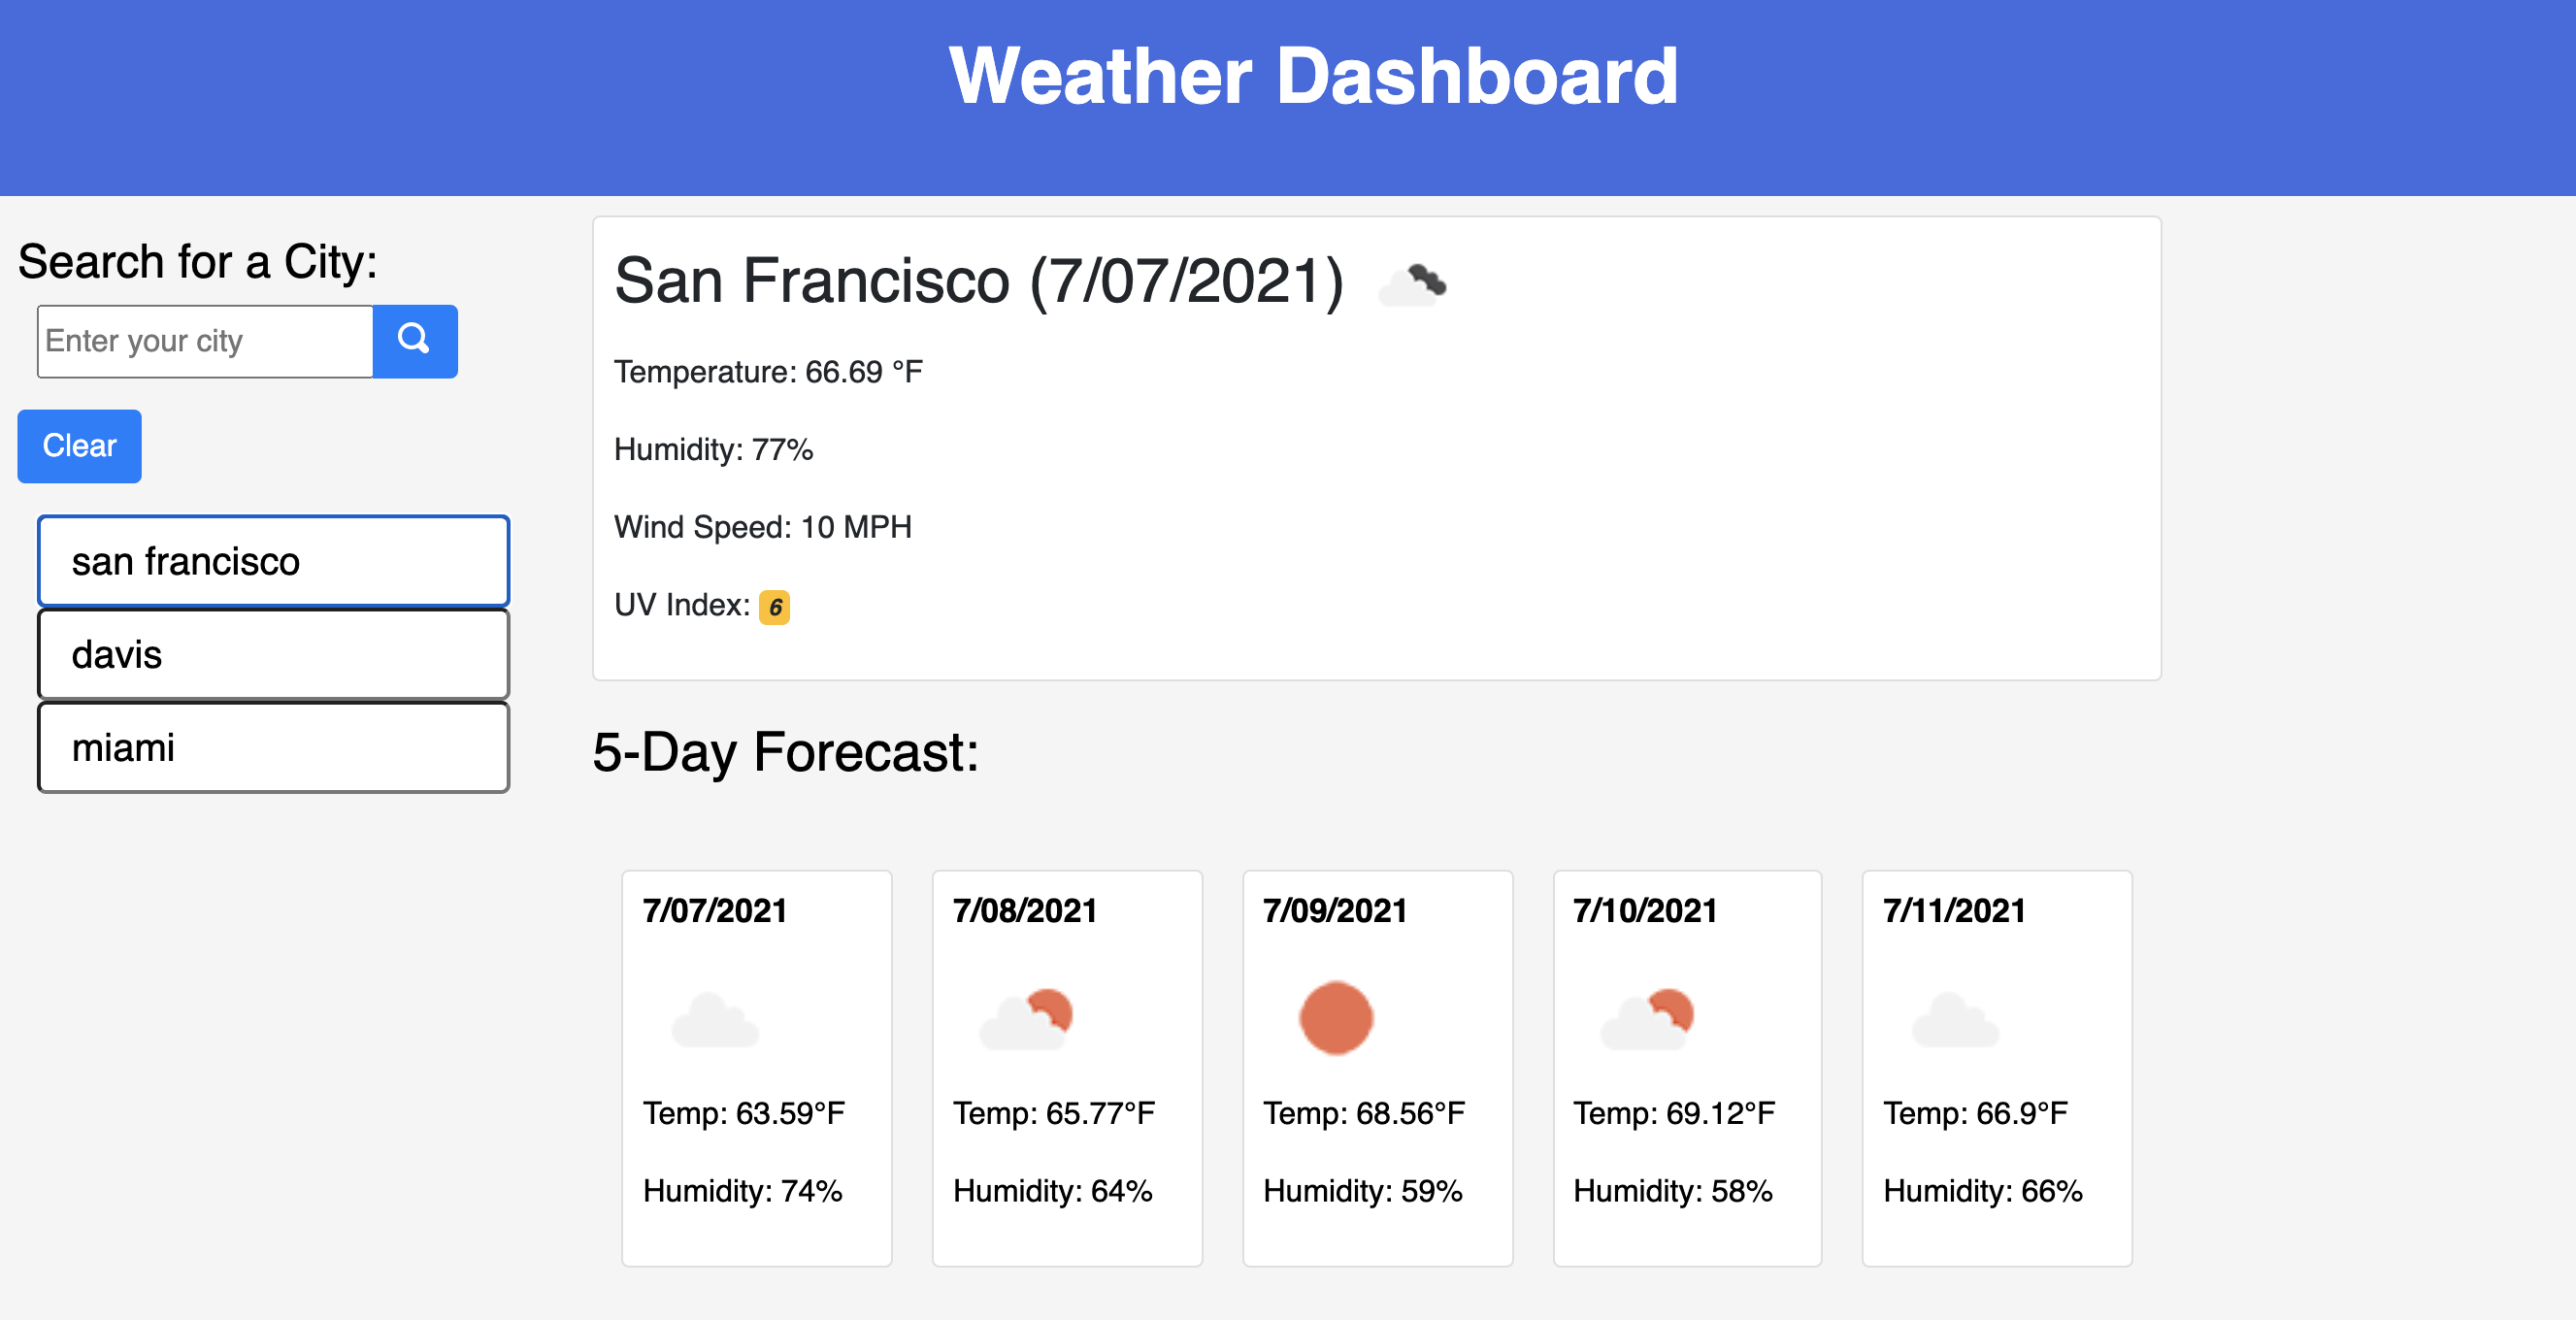 Weather Dashboard
Search for a City:
Enter your city
Clear
san francisco
davis
miami
San Francisco (7/07/2021)
Temperature: 66.69 °F
Humidity: 77%
Wind Speed: 10 MPH
UV Index: 6
5-Day Forecast:
7/07/2021
Temp: 63.59°F
Humidity: 74%
7/08/2021
Temp: 65.77°F
Humidity: 64%
7/09/2021
Temp: 68.56°F
Humidity: 59%
7/10/2021
Temp: 69.12°F
Humidity: 58%
7/11/2021
Temp: 66.9°F
Humidity: 66%